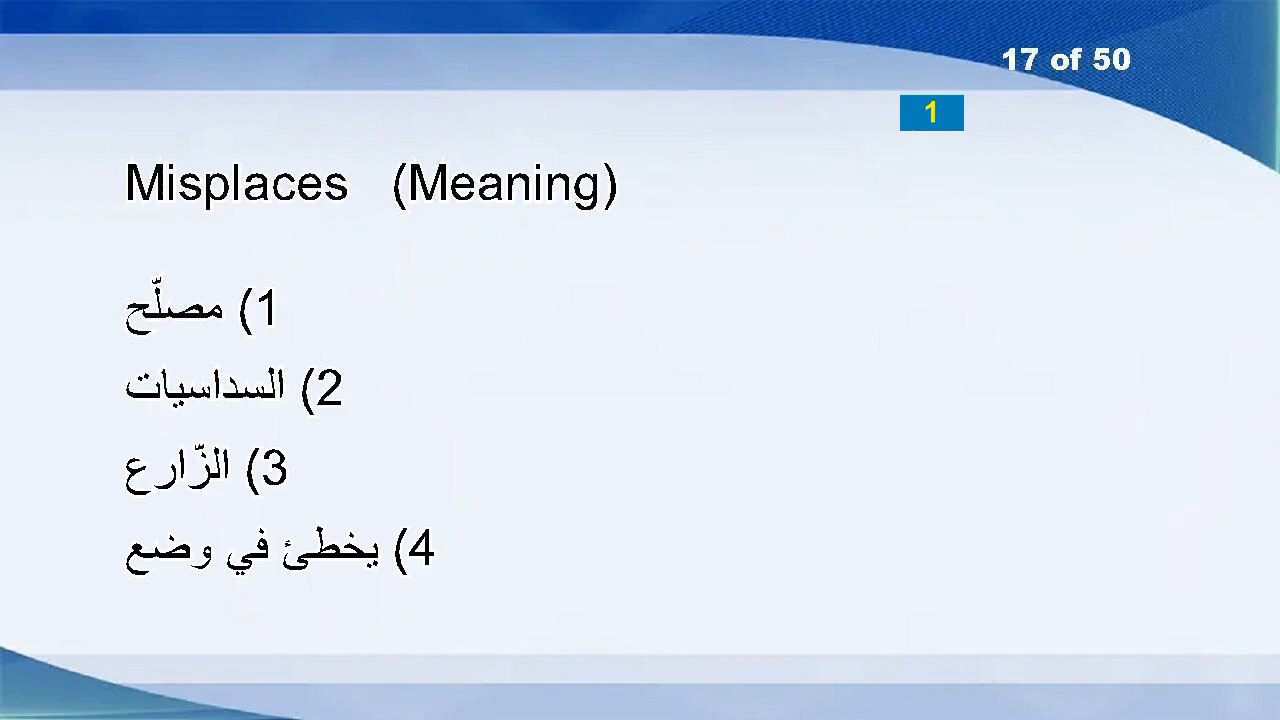 17 of 50
1
Misplaces (Meaning)
1) مصلّح
2) السداسيات
3) الزّارع
4) يخطئ في وضع